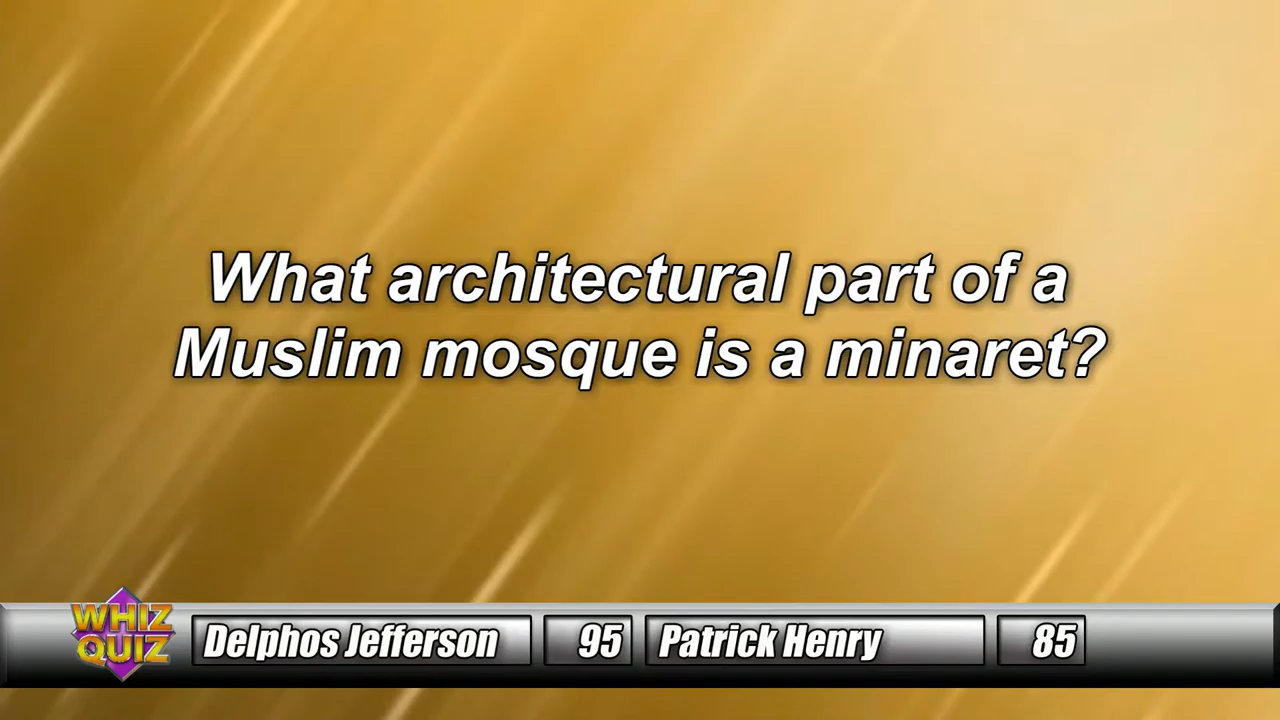 What architectural part of a
Muslim mosque is a minaret?
WHIZ
QUIZ
Delphos Jefferson 95 Patrick Henry 85